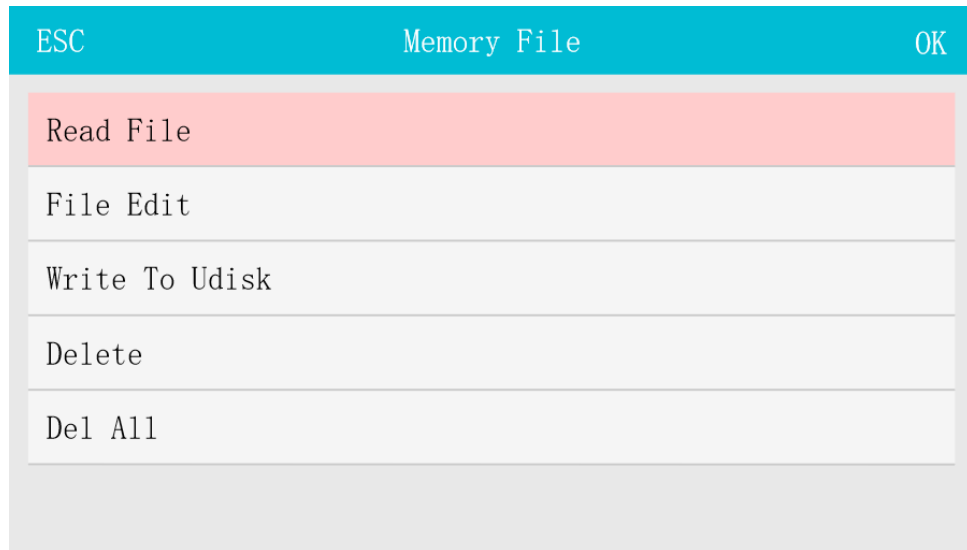 ESC Memory File OK
Read File
File Edit
Write To Udisk
Delete
Del All